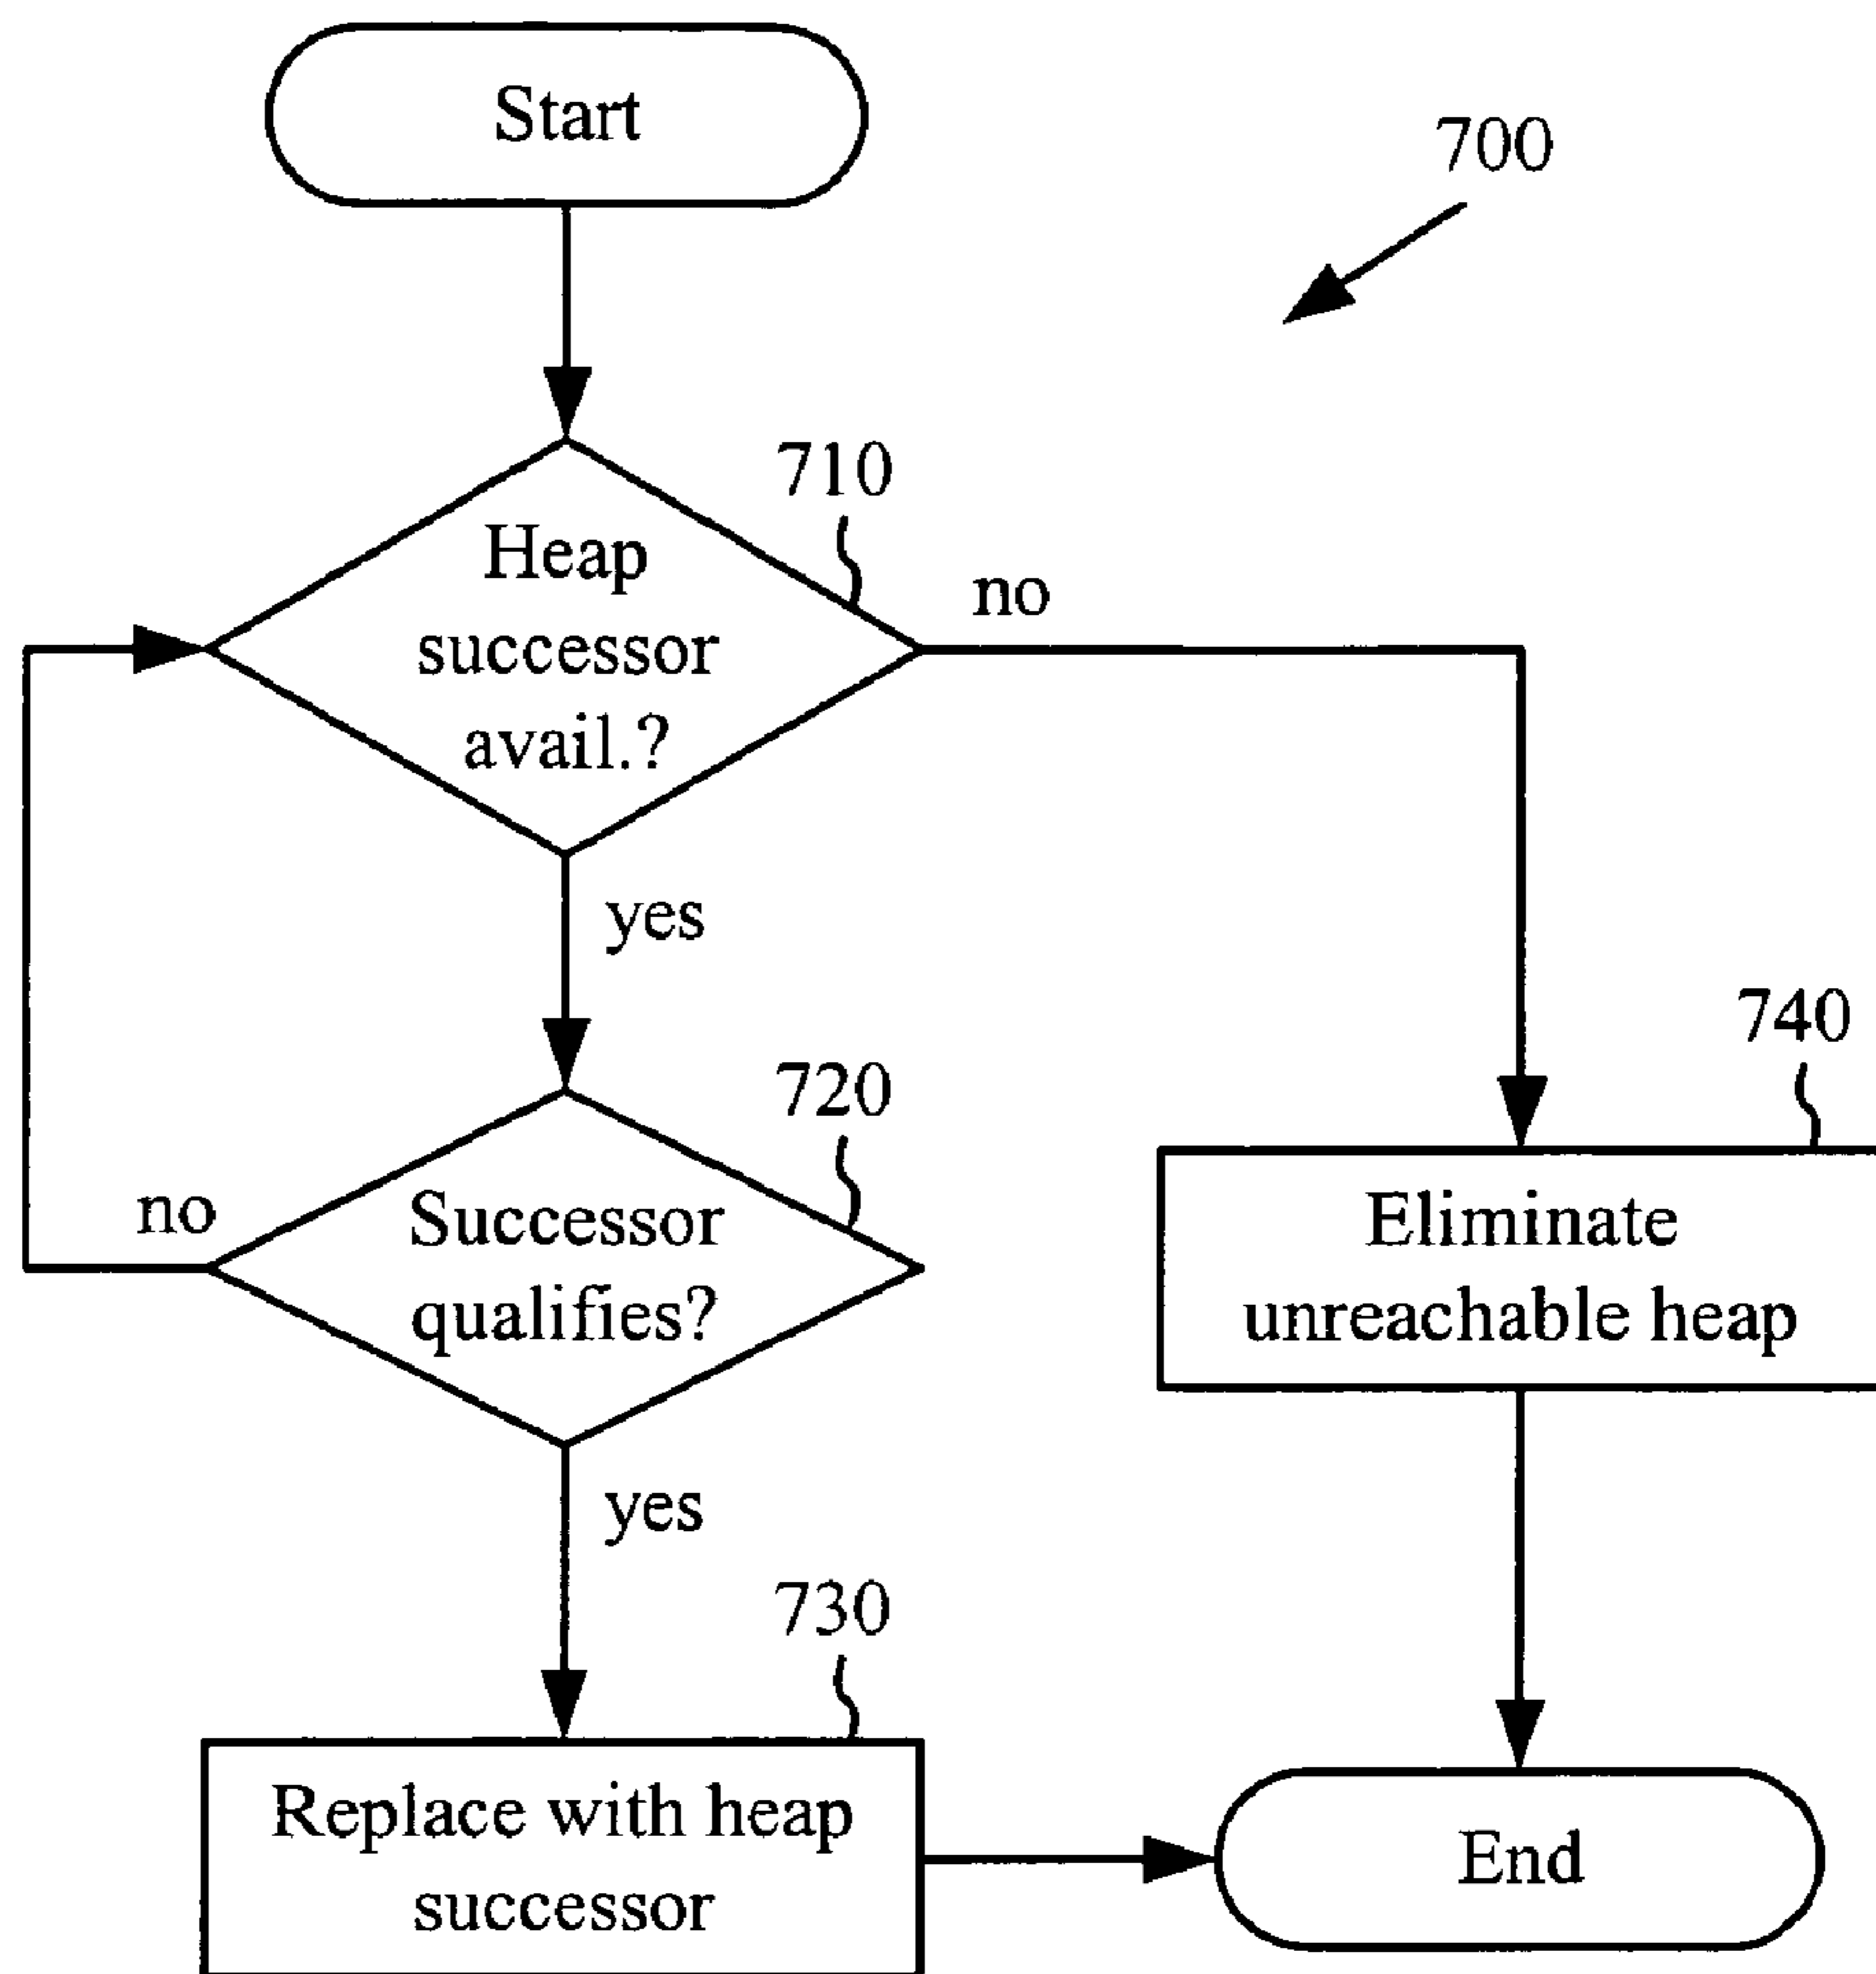 Start
700
710
Heap
successor
avail.?
no
yes
740
720
no
Successor
qualifies?
Eliminate
unreachable heap
yes
730
Replace with heap
successor
End